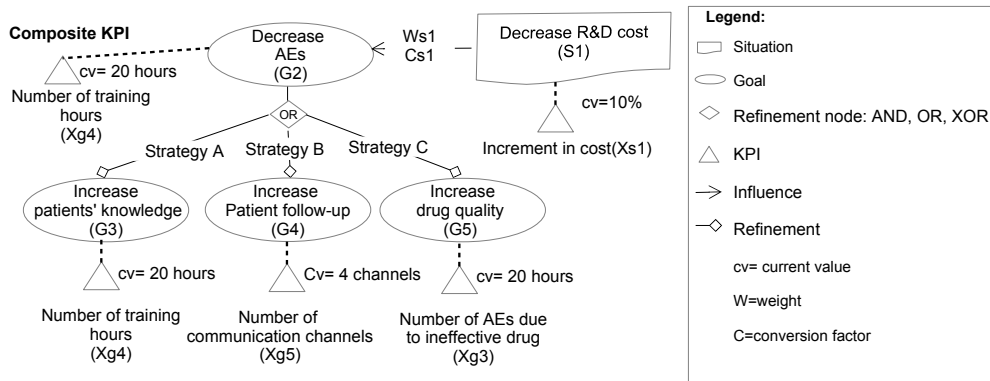 Composite KPI
cv= 20 hours
Number of training
hours
(Xg4)
Decrease
AEs
(G2)
Ws1
Cs1
Decrease R&D cost
(S1)
cv=10%
Increment in cost(Xs1)
OR
Strategy A
Strategy B
Strategy C
Increase
patients' knowledge
(G3)
Increase
Patient follow-up
(G4)
Increase
drug quality
(G5)
cv= 20 hours
Cv= 4 channels
cv= 20 hours
Number of training
hours
(Xg4)
Number of
communication channels
(Xg5)
Number of AEs due
to ineffective drug
(Xg3)
Legend:
Situation
Goal
Refinement node: AND, OR, XOR
KPI
Influence
Refinement
cv= current value
W=weight
C=conversion factor